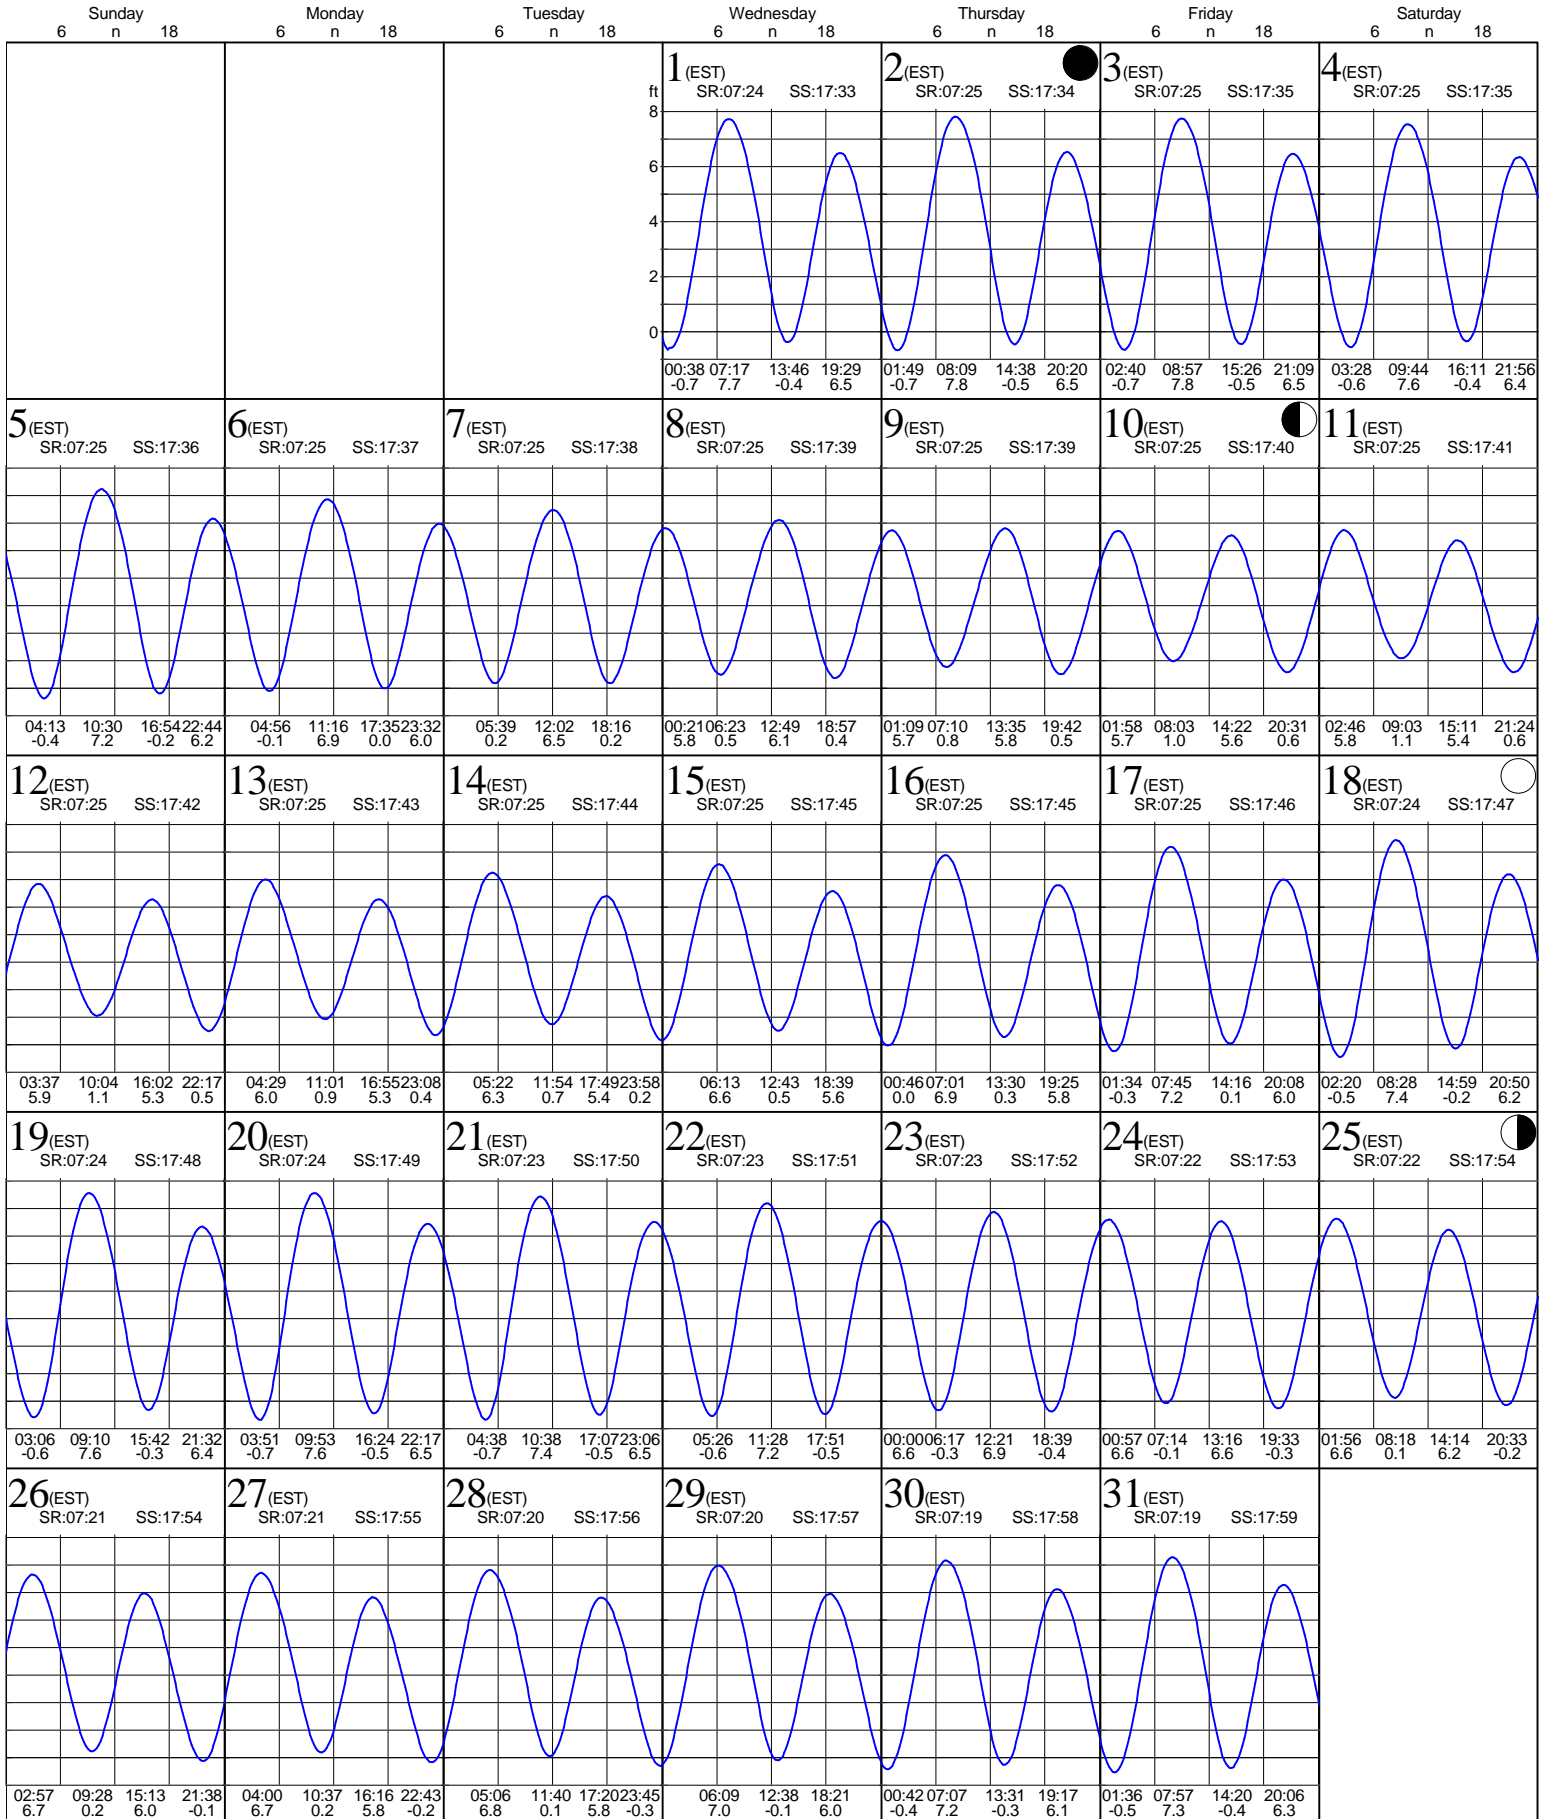 Sunday Monday Tuesday Wednesday Thursday Friday Saturday
6 n 18 6 n 18 6 n 18 6 n 18 6 n 18 6 n 18 6 n 18
1(EST) 2(EST) 3(EST) 4(EST)
ft SR:07:24 SS:17:33 SR:07:25 SS:17:34 SR:07:25 SS:17:35 SR:07:25 SS:17:35
8
6
4
2
0
00:38 07:17 13:46 19:29 01:49 08:09 14:38 20:20 02:40 08:57 15:26 21:09 03:28 09:44 16:11 21:56
-0.7 7.7 -0.4 6.5 -0.7 7.8 -0.5 6.5 -0.7 7.8 -0.5 6.5 -0.6 7.6 -0.4 6.4
5(EST) 6(EST) 7(EST) 8(EST) 9(EST) 10(EST) 11(EST)
SR:07:25 SS:17:36 SR:07:25 SS:17:37 SR:07:25 SS:17:38 SR:07:25 SS:17:39 SR:07:25 SS:17:39 SR:07:25 SS:17:40 SR:07:25 SS:17:41
04:13 10:30 16:54 22:44 04:56 11:16 17:35 23:32 05:39 12:02 18:16 00:21 06:23 12:49 18:57 01:09 07:10 13:35 19:42 01:58 08:03 14:22 20:31 02:46 09:03 15:11 21:24
-0.4 7.2 -0.2 6.2 -0.1 6.9 0.0 6.0 0.2 6.5 0.2 5.8 0.5 6.1 0.4 5.7 0.8 5.8 0.5 5.7 1.0 5.6 0.6 5.8 1.1 5.4 0.6
12(EST) 13(EST) 14(EST) 15(EST) 16(EST) 17(EST) 18(EST)
SR:07:25 SS:17:42 SR:07:25 SS:17:43 SR:07:25 SS:17:44 SR:07:25 SS:17:45 SR:07:25 SS:17:45 SR:07:25 SS:17:46 SR:07:24 SS:17:47
03:37 10:04 16:02 22:17 04:29 11:01 16:55 23:08 05:22 11:54 17:49 23:58 06:13 12:43 18:39 00:46 07:01 13:30 19:25 01:34 07:45 14:16 20:08 02:20 08:28 14:59 20:50
5.9 1.1 5.3 0.5 6.0 0.9 5.3 0.4 6.3 0.7 5.4 0.2 6.6 0.5 5.6 0.0 6.9 0.3 5.8 -0.3 7.2 0.1 6.0 -0.5 7.4 -0.2 6.2
19(EST) 20(EST) 21(EST) 22(EST) 23(EST) 24(EST) 25(EST)
SR:07:24 SS:17:48 SR:07:24 SS:17:49 SR:07:23 SS:17:50 SR:07:23 SS:17:51 SR:07:23 SS:17:52 SR:07:22 SS:17:53 SR:07:22 SS:17:54
03:06 09:10 15:42 21:32 03:51 09:53 16:24 22:17 04:38 10:38 17:07 23:06 05:26 11:28 17:51 00:00 06:17 12:21 18:39 00:57 07:14 13:16 19:33 01:56 08:18 14:14 20:33
-0.6 7.6 -0.3 6.4 -0.7 7.6 -0.5 6.5 -0.7 7.4 -0.5 6.5 -0.6 7.2 -0.5 6.6 -0.3 6.9 -0.4 6.6 -0.1 6.6 -0.3 6.6 0.1 6.2 -0.2
26(EST) 27(EST) 28(EST) 29(EST) 30(EST) 31(EST)
SR:07:21 SS:17:54 SR:07:21 SS:17:55 SR:07:20 SS:17:56 SR:07:20 SS:17:57 SR:07:19 SS:17:58 SR:07:19 SS:17:59
02:57 09:28 15:13 21:38 04:00 10:37 16:16 22:43 05:06 11:40 17:20 23:45 06:09 12:38 18:21 00:42 07:07 13:31 19:17 01:36 07:57 14:20 20:06
6.7 0.2 6.0 -0.1 6.7 0.2 5.8 -0.2 6.8 0.1 5.8 -0.3 7.0 -0.1 6.0 -0.4 7.2 -0.3 6.1 -0.5 7.3 -0.4 6.3